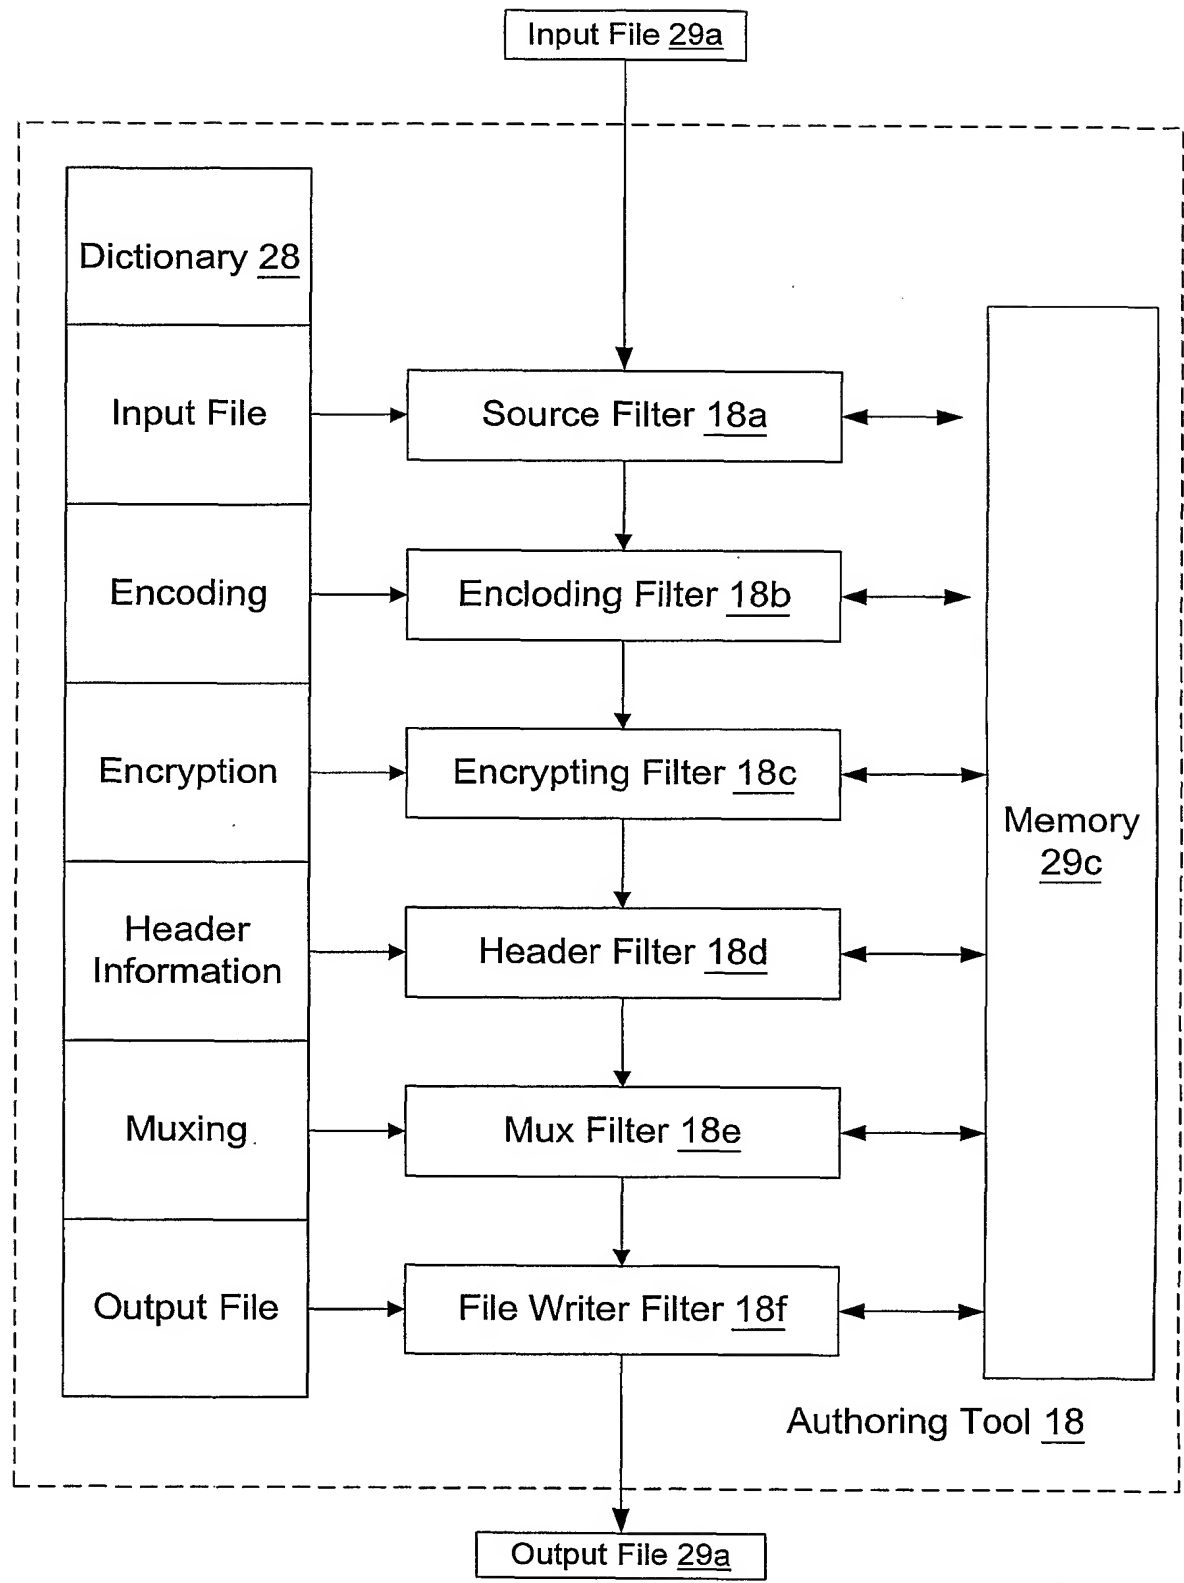 Input File 29a
Dictionary 28
Input File
Source Filter 18a
Encoding
Encloding Filter 18b
Encryption
Encrypting Filter 18c
Memory
29c
Header
Information
Header Filter 18d
Muxing
Mux Filter 18e
Output File
File Writer Filter 18f
Authoring Tool 18
Output File 29a